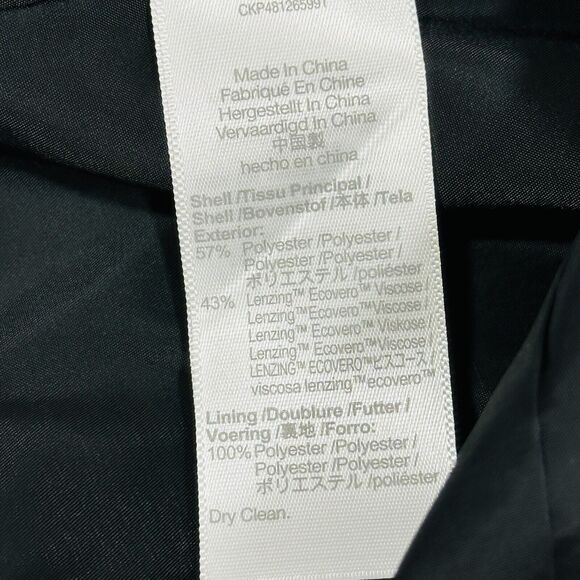 CKP481265991
Made In China
Fabriqué En Chine
Hergestellt In China
Vervaardigd In China
中国製
hecho en china
Shell /Tissu Principal /
Shell /Bovenstof /本体 /Tela
Exterior:
57% Polyester /Polyester /
Polyester /Polyester /
ポリエステル /poliéster
43% Lenzing™ Ecovero™ Viscose /
Lenzing™ Ecovero™ Viscose /
Lenzing™ Ecovero™ Viskose /
Lenzing™ Ecovero™ Viscose /
LENZING™ ECOVERO™ビスコース /
viscosa lenzing™ecovero™
Lining /Doublure /Futter /
Voering /裏地 /Forro:
100% Polyester /Polyester /
Polyester /Polyester /
ポリエステル /poliéster
Dry Clean.